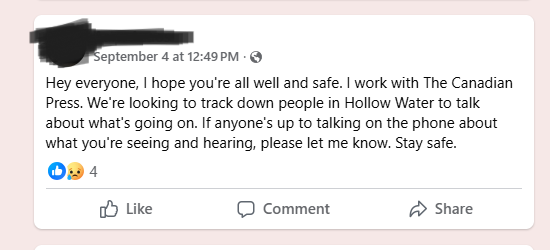 September 4 at 12:49 PM ·
Hey everyone, I hope you're all well and safe. I work with The Canadian
Press. We're looking to track down people in Hollow Water to talk
about what's going on. If anyone's up to talking on the phone about
what you're seeing and hearing, please let me know. Stay safe.
4
Like Comment Share